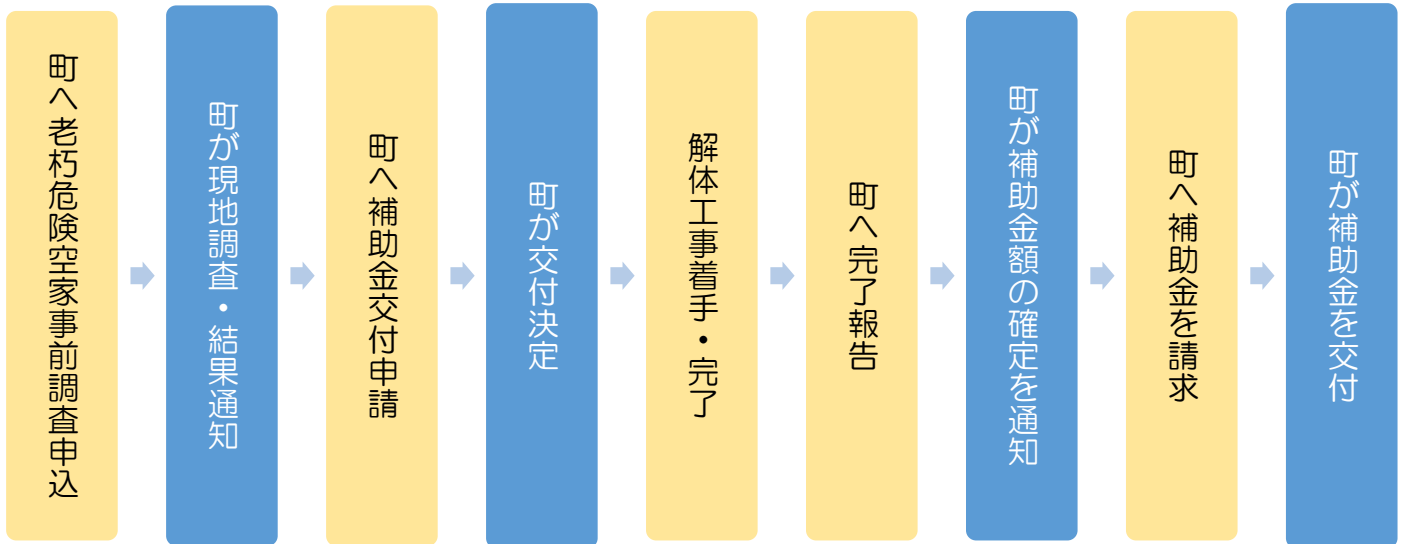 町へ老朽危険空家事前調査申込
町が現地調査・結果通知
町へ補助金交付申請
町が交付決定
解体工事着手・完了
町へ完了報告
町が補助金額の確定を通知
町へ補助金を請求
町が補助金を交付